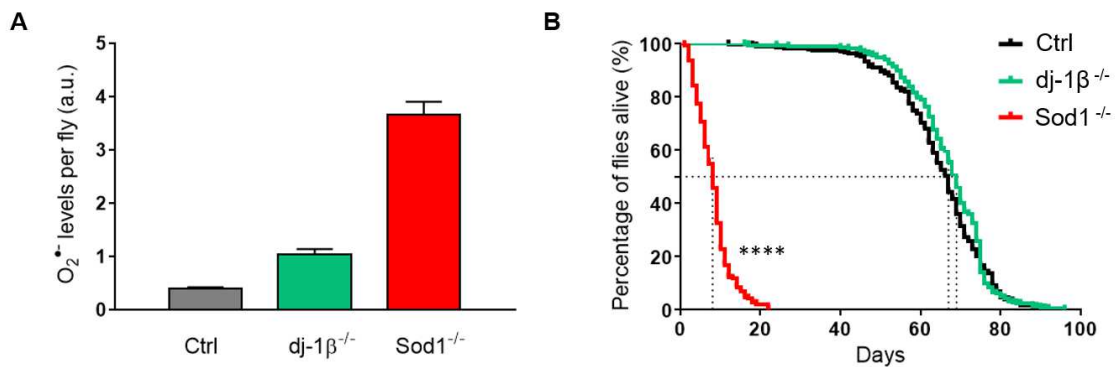 A
O₂•- levels per fly (a.u.)
5
4
3
2
1
0
Ctrl
dj-1β-/-
Sod1-/-
B
Percentage of flies alive (%)
100
80
60
40
20
0
0
20
40
60
80
100
Days
****
Ctrl
dj-1β -/-
Sod1 -/-